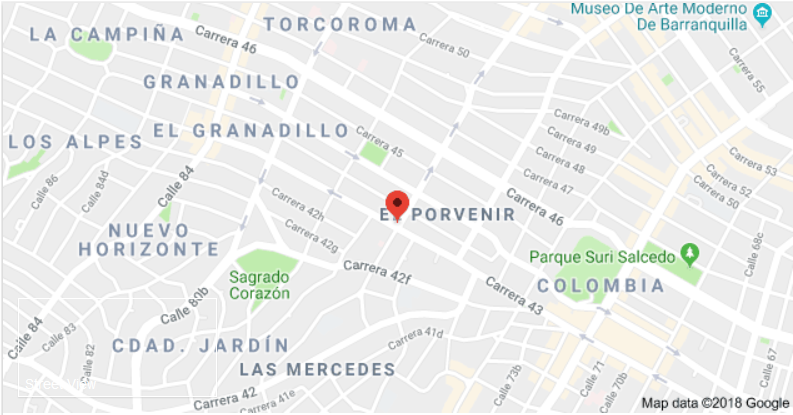 Museo De Arte Moderno
De Barranquilla
TORCOROMA
LA CAMPIÑA
Carrera 46
Carrera 50
Carrera 55
GRANADILLO
EL GRANADILLO
LOS ALPES
Carrera 45
Carrera 49b
Carrera 49
Carrera 48
Carrera 47
Carrera 53
Carrera 52
Carrera 50
Calle 86
Calle 84d
Calle 84
Carrera 42h
Carrera 46
EL PORVENIR
NUEVO
HORIZONTE
Carrera 42g
Calle 68c
Parque Suri Salcedo
Sagrado
Corazón
Carrera 42f
COLOMBIA
Calle 80b
Carrera 43
Calle 84
Calle 83
Calle 82
CDAD. JARDÍN
Carrera 41d
LAS MERCEDES
Calle 67
Calle 71
Calle 73b
Calle 70b
Street View
Carrera 42
Carrera 41e
Map data ©2018 Google